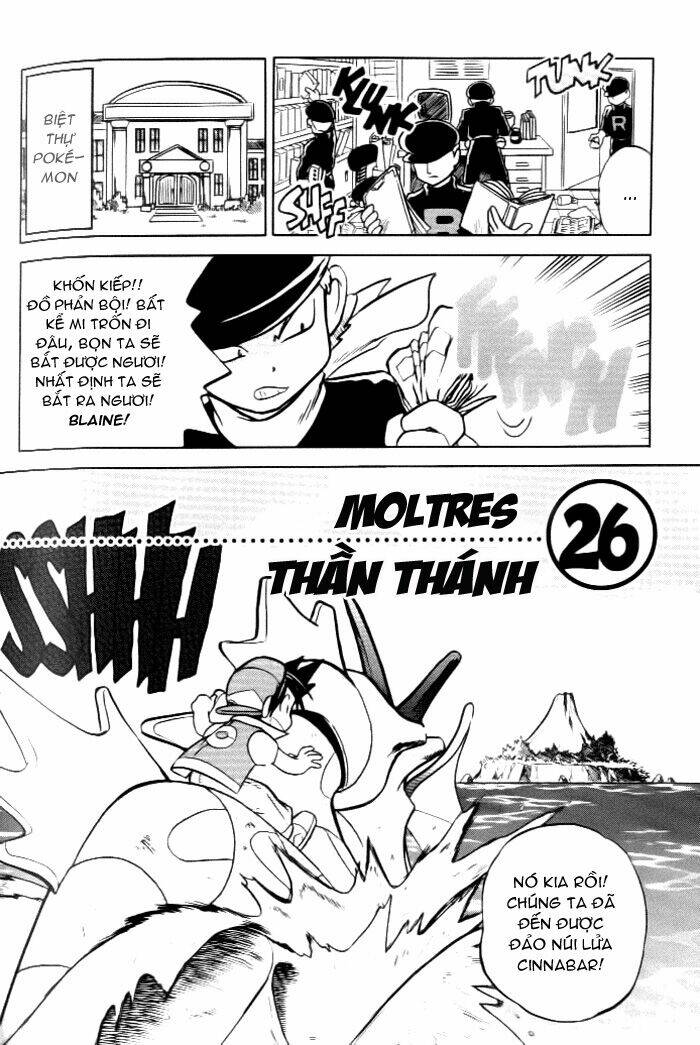 BIỆT
THỰ
POKÉ-
MON
KLUNK
TUNK
SHFF
R
R
...
KHỐN KIẾP!!
ĐỒ PHẢN BỘI! BẤT
KỂ MI TRỐN ĐI
ĐÂU, BỌN TA SẼ
BẮT ĐƯỢC NGƯƠI!
NHẤT ĐỊNH TA SẼ
BẮT RA NGƯƠI!
BLAINE!
MOLTRES
THẦN THÁNH
26
SSHHH
NÓ KIA RỒI!
CHÚNG TA ĐÃ
ĐẾN ĐƯỢC
ĐẢO NÚI LỬA
CINNABAR!